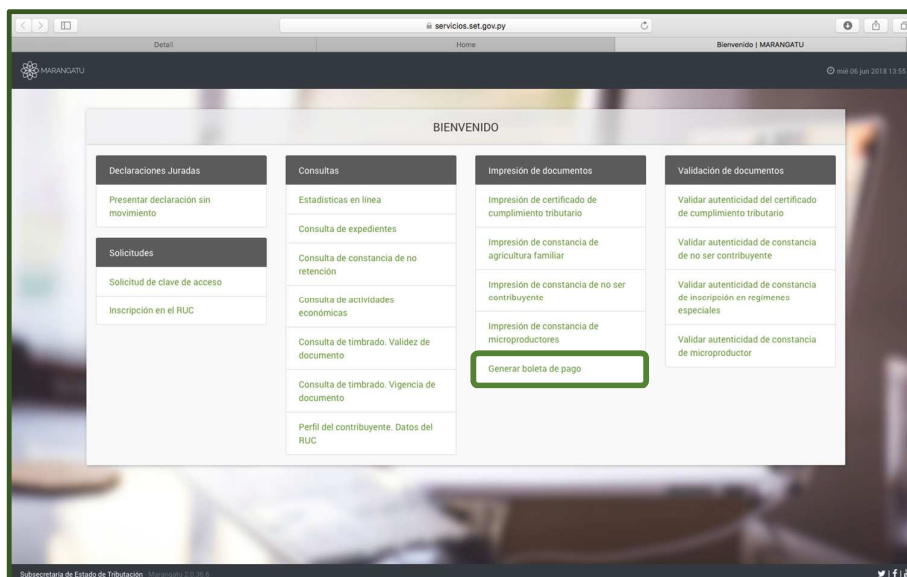 servicios.set.gov.py
Detail
Home
Bienvenido | MARANGATU
MARANGATU
mié 06 jun 2018 13:55
BIENVENIDO
Declaraciones Juradas
Presentar declaración sin
movimiento
Solicitudes
Solicitud de clave de acceso
Inscripción en el RUC
Consultas
Estadísticas en línea
Consulta de expedientes
Consulta de constancia de no
retención
Consulta de actividades
económicas
Consulta de timbrado. Validez de
documento
Consulta de timbrado. Vigencia de
documento
Perfil del contribuyente. Datos del
RUC
Impresión de documentos
Impresión de certificado de
cumplimiento tributario
Impresión de constancia de
agricultura familiar
Impresión de constancia de no ser
contribuyente
Impresión de constancia de
microproductores
Generar boleta de pago
Validación de documentos
Validar autenticidad del certificado
de cumplimiento tributario
Validar autenticidad de constancia
de no ser contribuyente
Validar autenticidad de constancia
de inscripción en regímenes
especiales
Validar autenticidad de constancia
de microproductor
Subsecretaría de Estado de Tributación - Marangatu 2.0.36.6